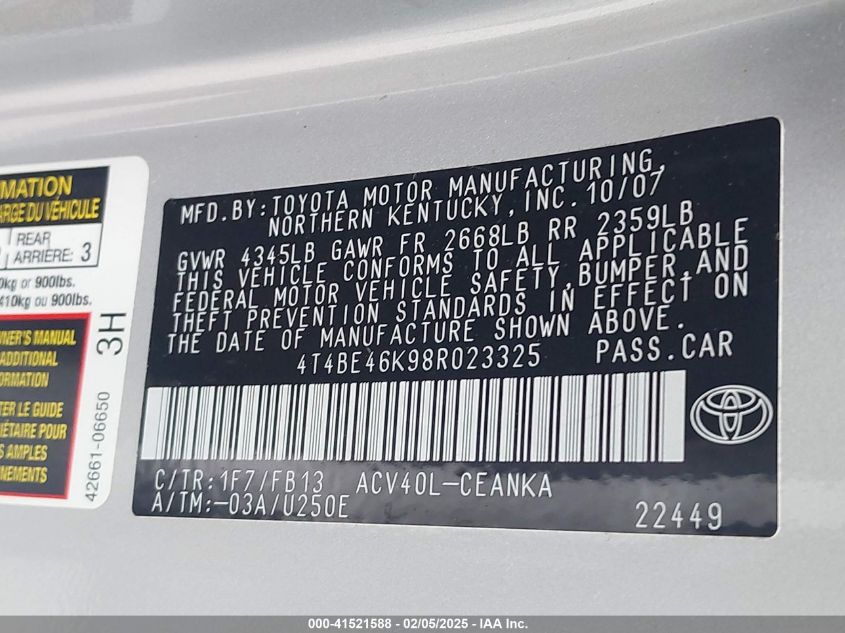 MATION
ARGE DU VÉHICULE
REAR
ARRIÈRE: 3
kg or 900lbs.
410kg ou 900lbs.
NER'S MANUAL
ADDITIONAL
ORMATION
TER LE GUIDE
IÉTAIRE POUR
S AMPLES
NEMENTS
42661-06650 3H
MFD. BY: TOYOTA MOTOR MANUFACTURING,
NORTHERN KENTUCKY, INC. 10/07
GVWR 4345LB GAWR FR 2668LB RR 2359LB
THIS VEHICLE CONFORMS TO ALL APPLICABLE
FEDERAL MOTOR VEHICLE SAFETY, BUMPER, AND
THEFT PREVENTION STANDARDS IN EFFECT ON
THE DATE OF MANUFACTURE SHOWN ABOVE.
4T4BE46K98R023325 PASS.CAR
C/TR: 1F7/FB13 ACV40L-CEANKA
A/TM:-03A/U250E
22449
000-41521588 - 02/05/2025 - IAA Inc.